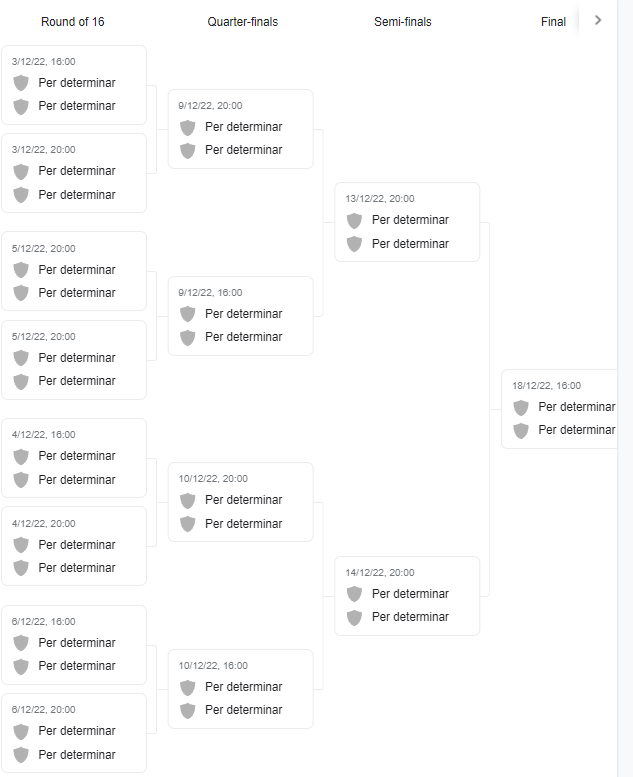 Round of 16
Quarter-finals
Semi-finals
Final
3/12/22, 16:00
Per determinar
Per determinar
3/12/22, 20:00
Per determinar
Per determinar
5/12/22, 20:00
Per determinar
Per determinar
5/12/22, 20:00
Per determinar
Per determinar
4/12/22, 16:00
Per determinar
Per determinar
4/12/22, 20:00
Per determinar
Per determinar
6/12/22, 16:00
Per determinar
Per determinar
6/12/22, 20:00
Per determinar
Per determinar
9/12/22, 20:00
Per determinar
Per determinar
9/12/22, 16:00
Per determinar
Per determinar
10/12/22, 20:00
Per determinar
Per determinar
10/12/22, 16:00
Per determinar
Per determinar
13/12/22, 20:00
Per determinar
Per determinar
14/12/22, 20:00
Per determinar
Per determinar
18/12/22, 16:00
Per determinar
Per determinar